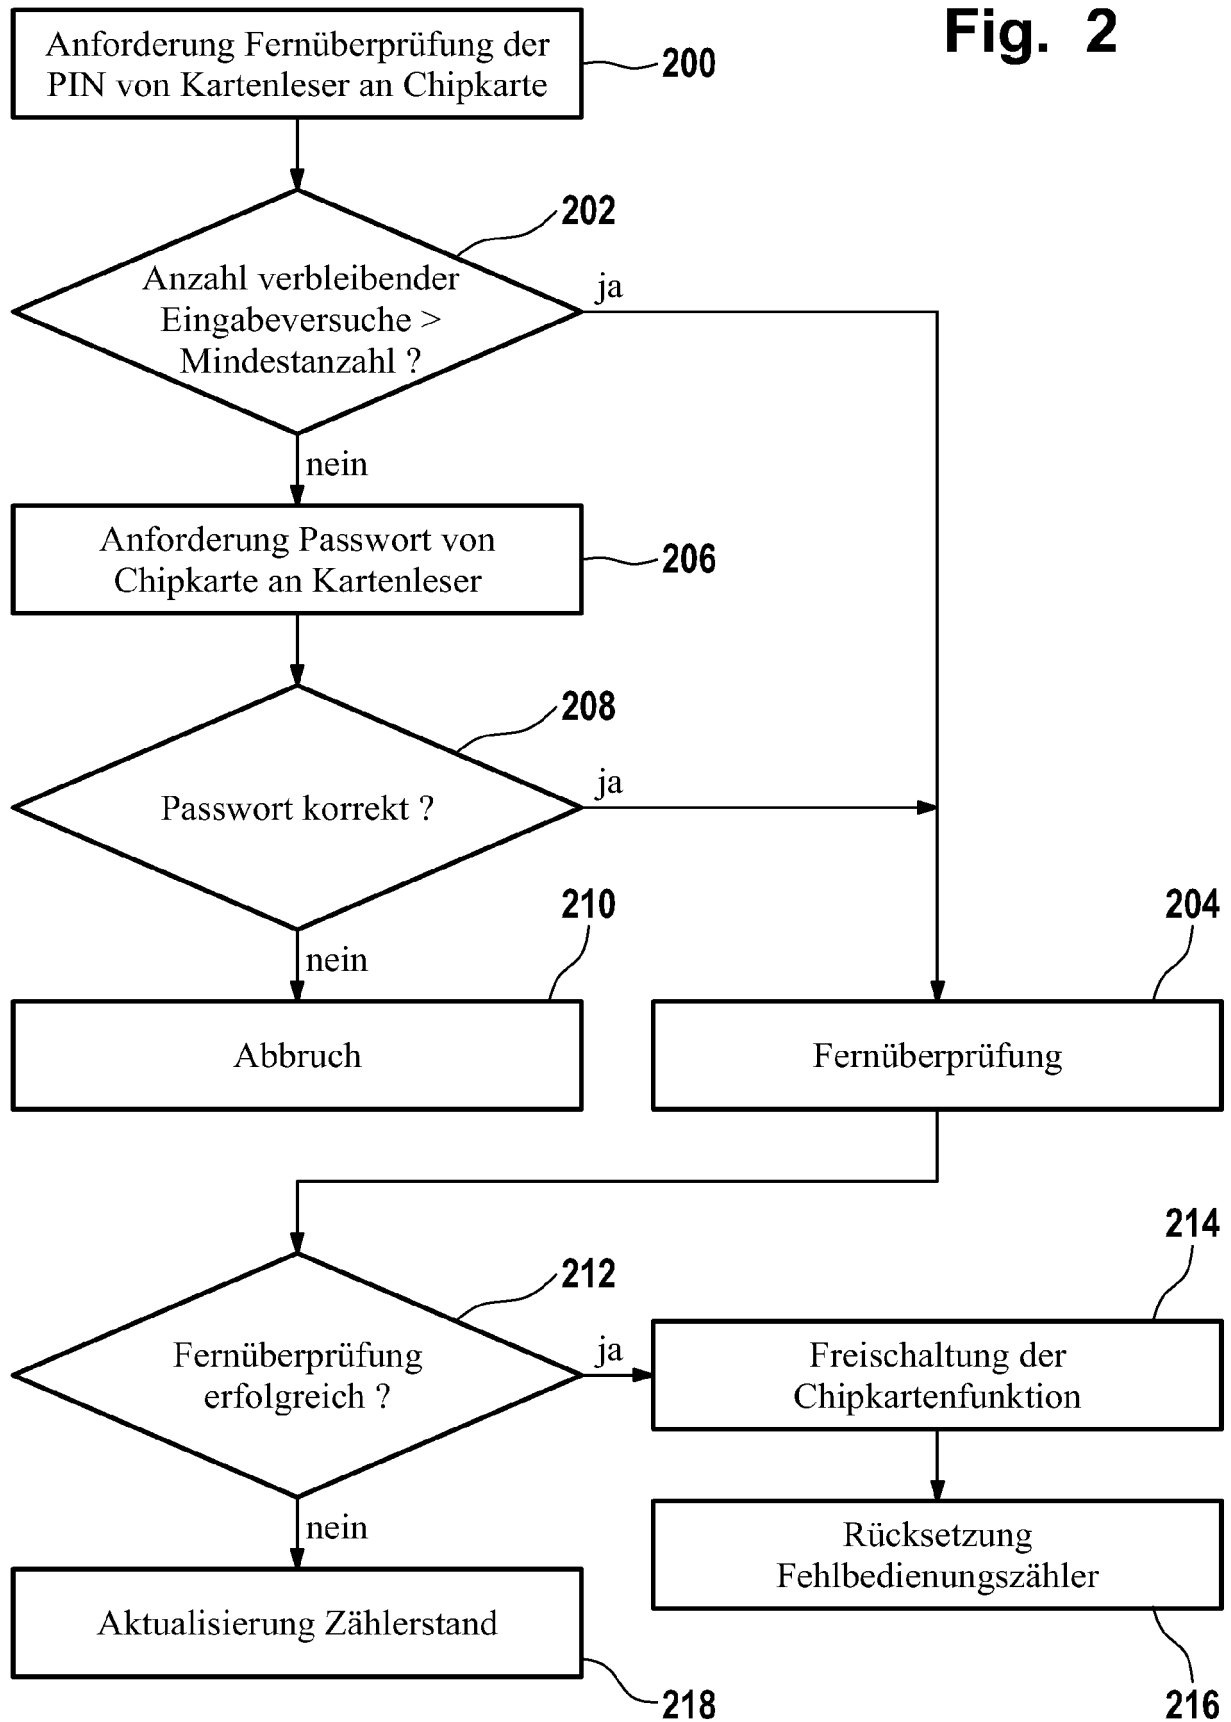 Fig. 2
Anforderung Fernüberprüfung der
PIN von Kartenleser an Chipkarte
200
202
Anzahl verbleibender
Eingabeversuche >
Mindestanzahl ?
ja
nein
Anforderung Passwort von
Chipkarte an Kartenleser
206
208
Passwort korrekt ?
ja
nein
210
204
Abbruch
Fernüberprüfung
212
214
Fernüberprüfung
erfolgreich ?
ja
Freischaltung der
Chipkartenfunktion
nein
Rücksetzung
Fehlbedienungszähler
Aktualisierung Zählerstand
218
216